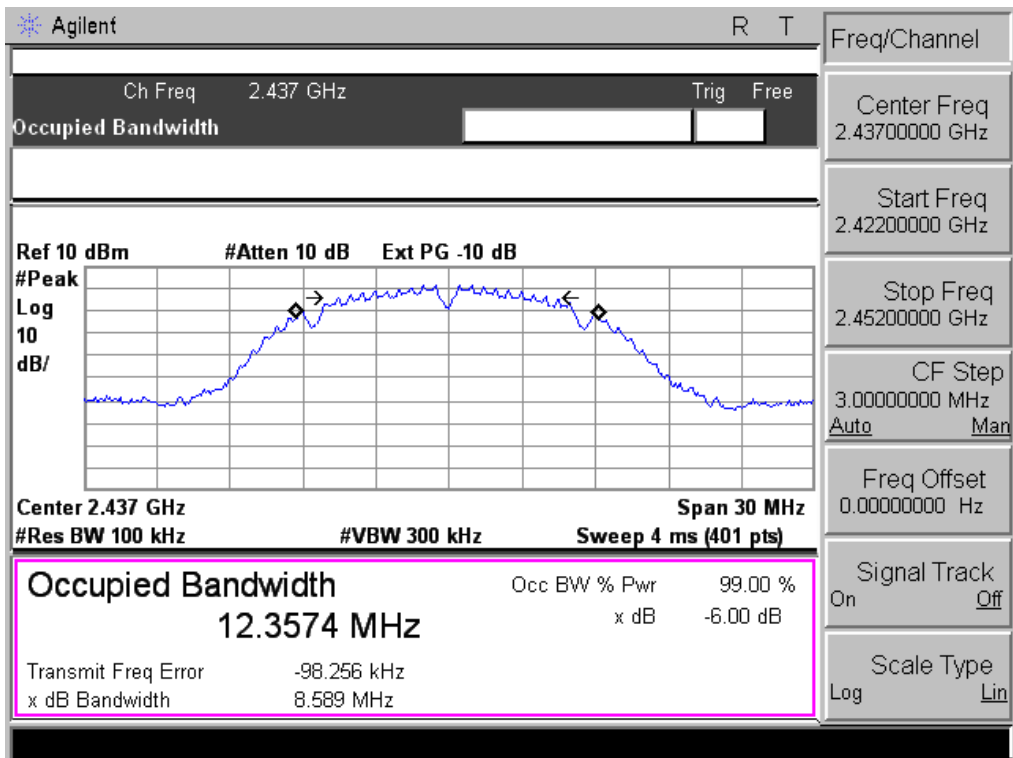 Agilent R T
Ch Freq 2.437 GHz Trig Free
Occupied Bandwidth
Ref 10 dBm #Atten 10 dB Ext PG -10 dB
#Peak
Log
10
dB/
Center 2.437 GHz Span 30 MHz
#Res BW 100 kHz #VBW 300 kHz Sweep 4 ms (401 pts)
Occupied Bandwidth
12.3574 MHz
Occ BW % Pwr 99.00 %
x dB -6.00 dB
Transmit Freq Error -98.256 kHz
x dB Bandwidth 8.589 MHz
Freq/Channel
Center Freq
2.43700000 GHz
Start Freq
2.42200000 GHz
Stop Freq
2.45200000 GHz
CF Step
3.00000000 MHz
Auto Man
Freq Offset
0.00000000 Hz
Signal Track
On Off
Scale Type
Log Lin